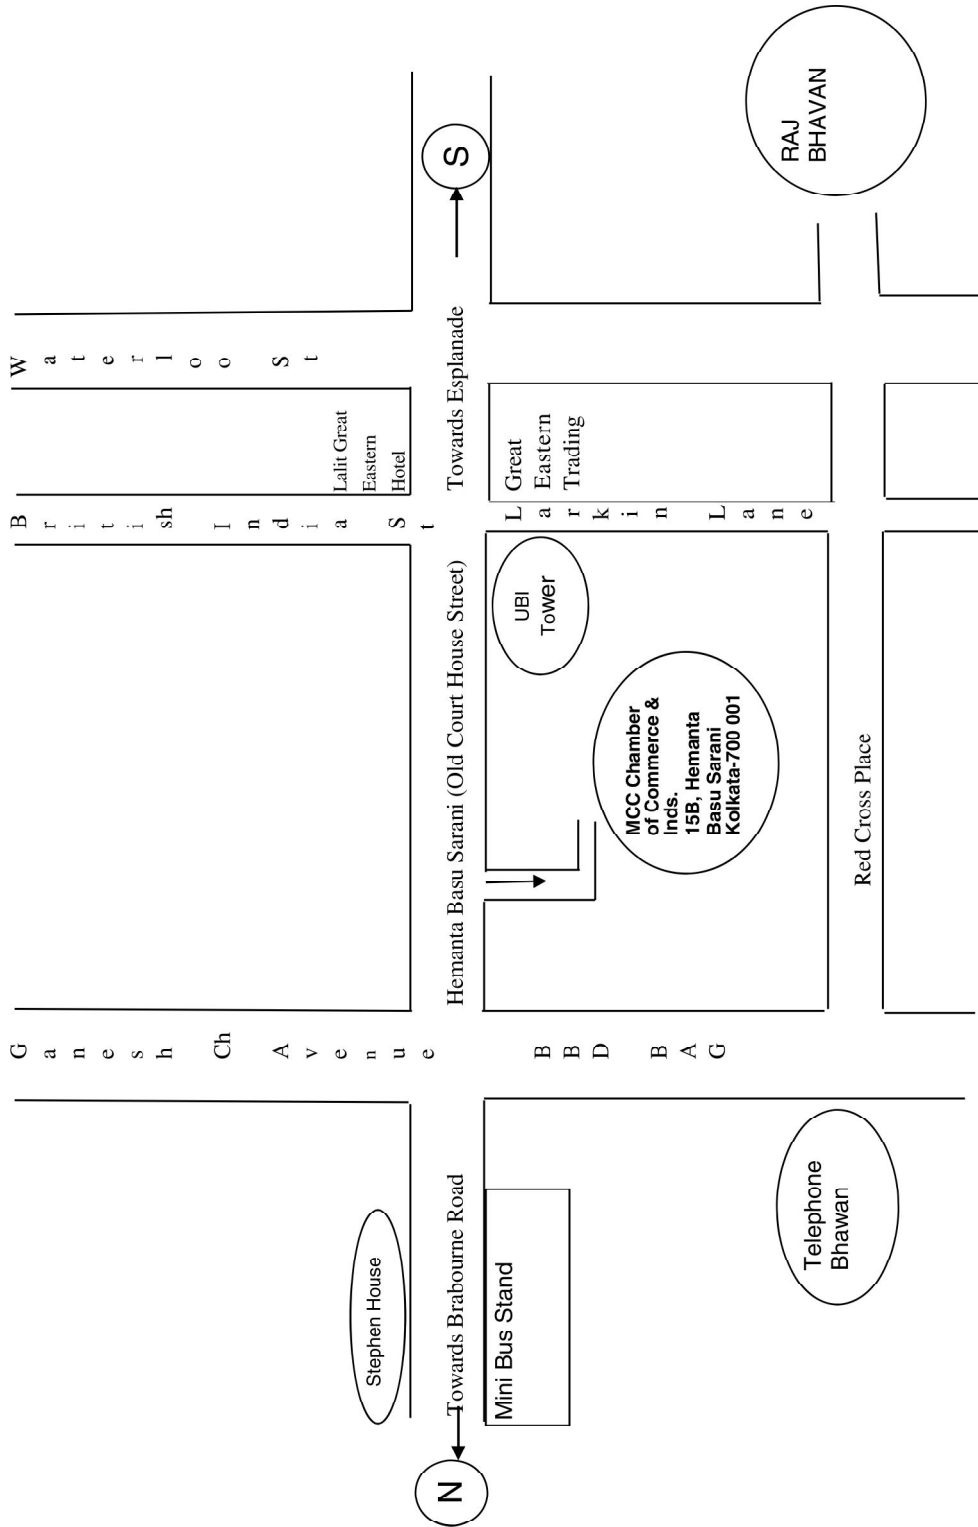 Ganesh Ch Avenue
British India St
Waterloo St
Lalit Great
Eastern
Hotel
Stephen House
N
Towards Brabourne Road
Hemanta Basu Sarani (Old Court House Street)
Towards Esplanade
S
Mini Bus Stand
BBD BAG
UBI
Tower
Larkin Lane
Great
Eastern
Trading
MCC Chamber
of Commerce &
Inds.
15B, Hemanta
Basu Sarani
Kolkata-700 001
Telephone
Bhawan
Red Cross Place
RAJ
BHAVAN